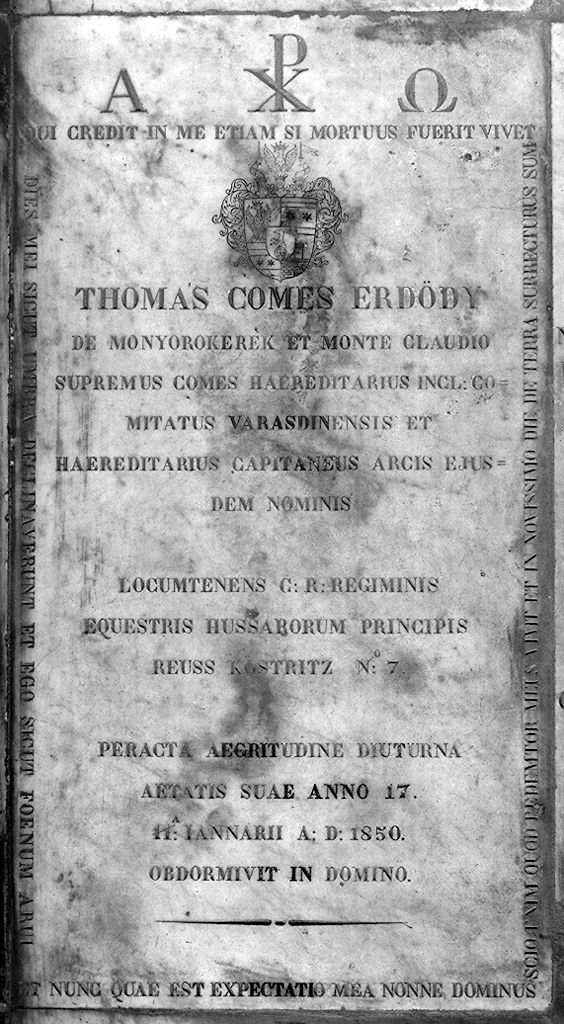 Α ☧ Ω
QUI CREDIT IN ME ETIAM SI MORTUUS FUERIT VIVET
THOMAS COMES ERDÖDY
DE MONYOROKERÈK ET MONTE CLAUDIO
SUPREMUS COMES HAEREDITARIUS INCL: CO=
MITATUS VARASDINENSIS ET
HAEREDITARIUS CAPITANEUS ARCIS EJUS=
DEM NOMINIS
LOCUMTENENS C: R: REGIMINIS
EQUESTRIS HUSSARORUM PRINCIPIS
REUSS KÖSTRITZ Nº: 7.
PERACTA AEGRITUDINE DIUTURNA
AETATIS SUAE ANNO 17.
11:ᴬ IANNARII A: D: 1850.
OBDORMIVIT IN DOMINO.
DIES MEI SICUT UMBRA DECLINAVERUNT ET EGO SICUT FOENUM ARUI
ET NUNC QUAE EST EXPECTATIO MEA NONNE DOMINUS
SCIO ENIM QUOD REDEMTOR MEUS VIVIT ET IN NOVISSIMO DIE DE TERRA SURRECTURUS SUM